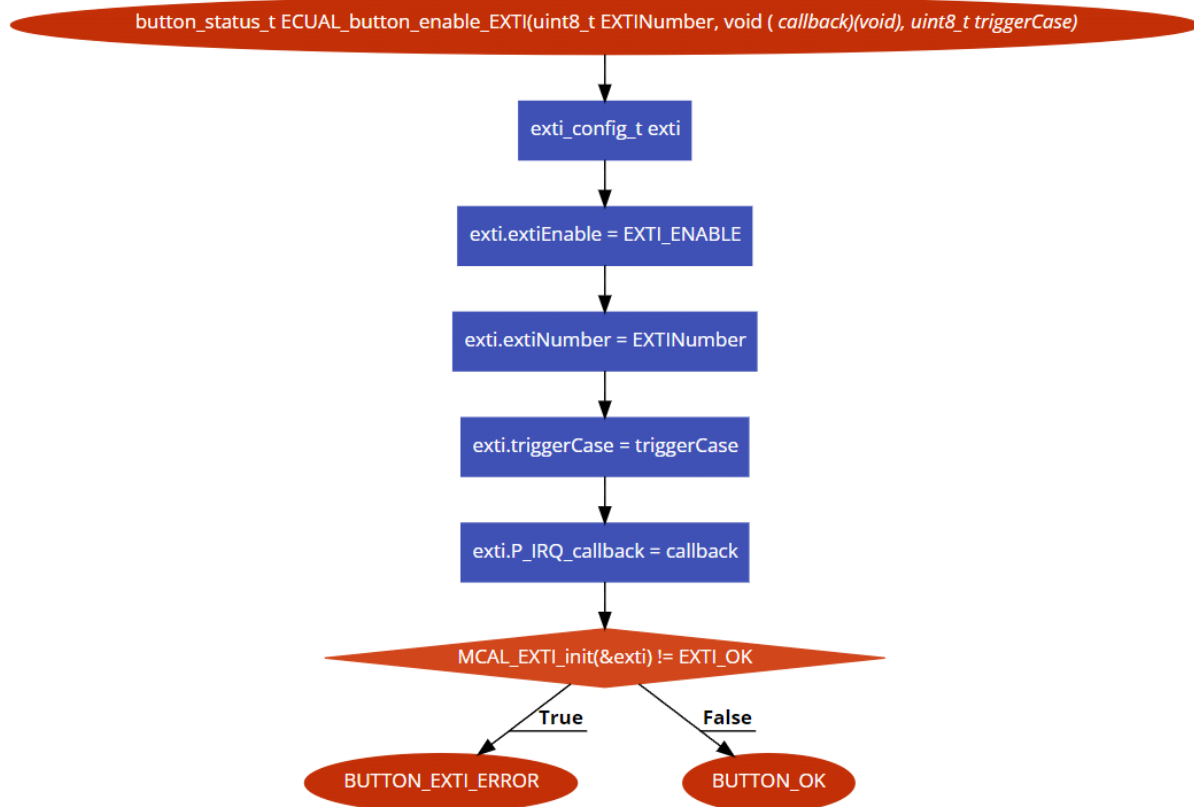 button_status_t ECUAL_button_enable_EXTI(uint8_t EXTINumber, void ( callback)(void), uint8_t triggerCase)
exti_config_t exti
exti.extiEnable = EXTI_ENABLE
exti.extiNumber = EXTINumber
exti.triggerCase = triggerCase
exti.P_IRQ_callback = callback
MCAL_EXTI_init(&exti) != EXTI_OK
True
False
BUTTON_EXTI_ERROR
BUTTON_OK